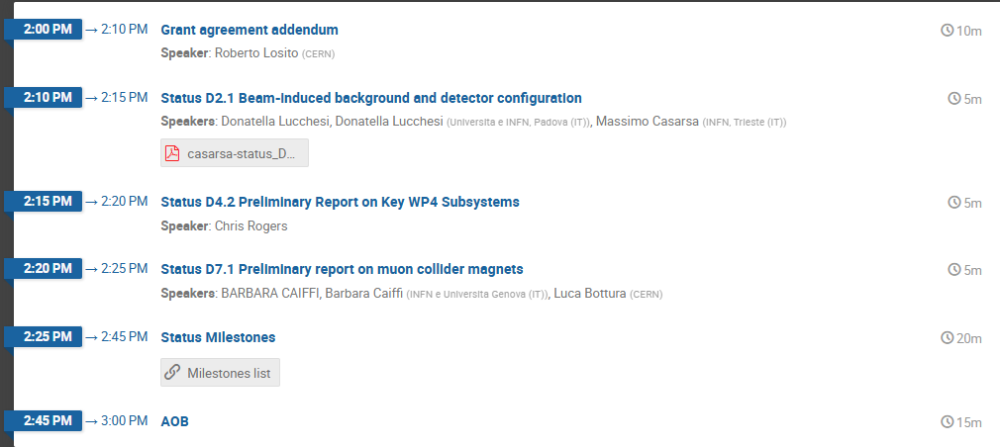 2:00 PM → 2:10 PM Grant agreement addendum 10m
Speaker: Roberto Losito (CERN)
2:10 PM → 2:15 PM Status D2.1 Beam-induced background and detector configuration 5m
Speakers: Donatella Lucchesi, Donatella Lucchesi (Universita e INFN, Padova (IT)), Massimo Casarsa (INFN, Trieste (IT))
casarsa-status_D...
2:15 PM → 2:20 PM Status D4.2 Preliminary Report on Key WP4 Subsystems 5m
Speaker: Chris Rogers
2:20 PM → 2:25 PM Status D7.1 Preliminary report on muon collider magnets 5m
Speakers: BARBARA CAIFFI, Barbara Caiffi (INFN e Universita Genova (IT)), Luca Bottura (CERN)
2:25 PM → 2:45 PM Status Milestones 20m
Milestones list
2:45 PM → 3:00 PM AOB 15m